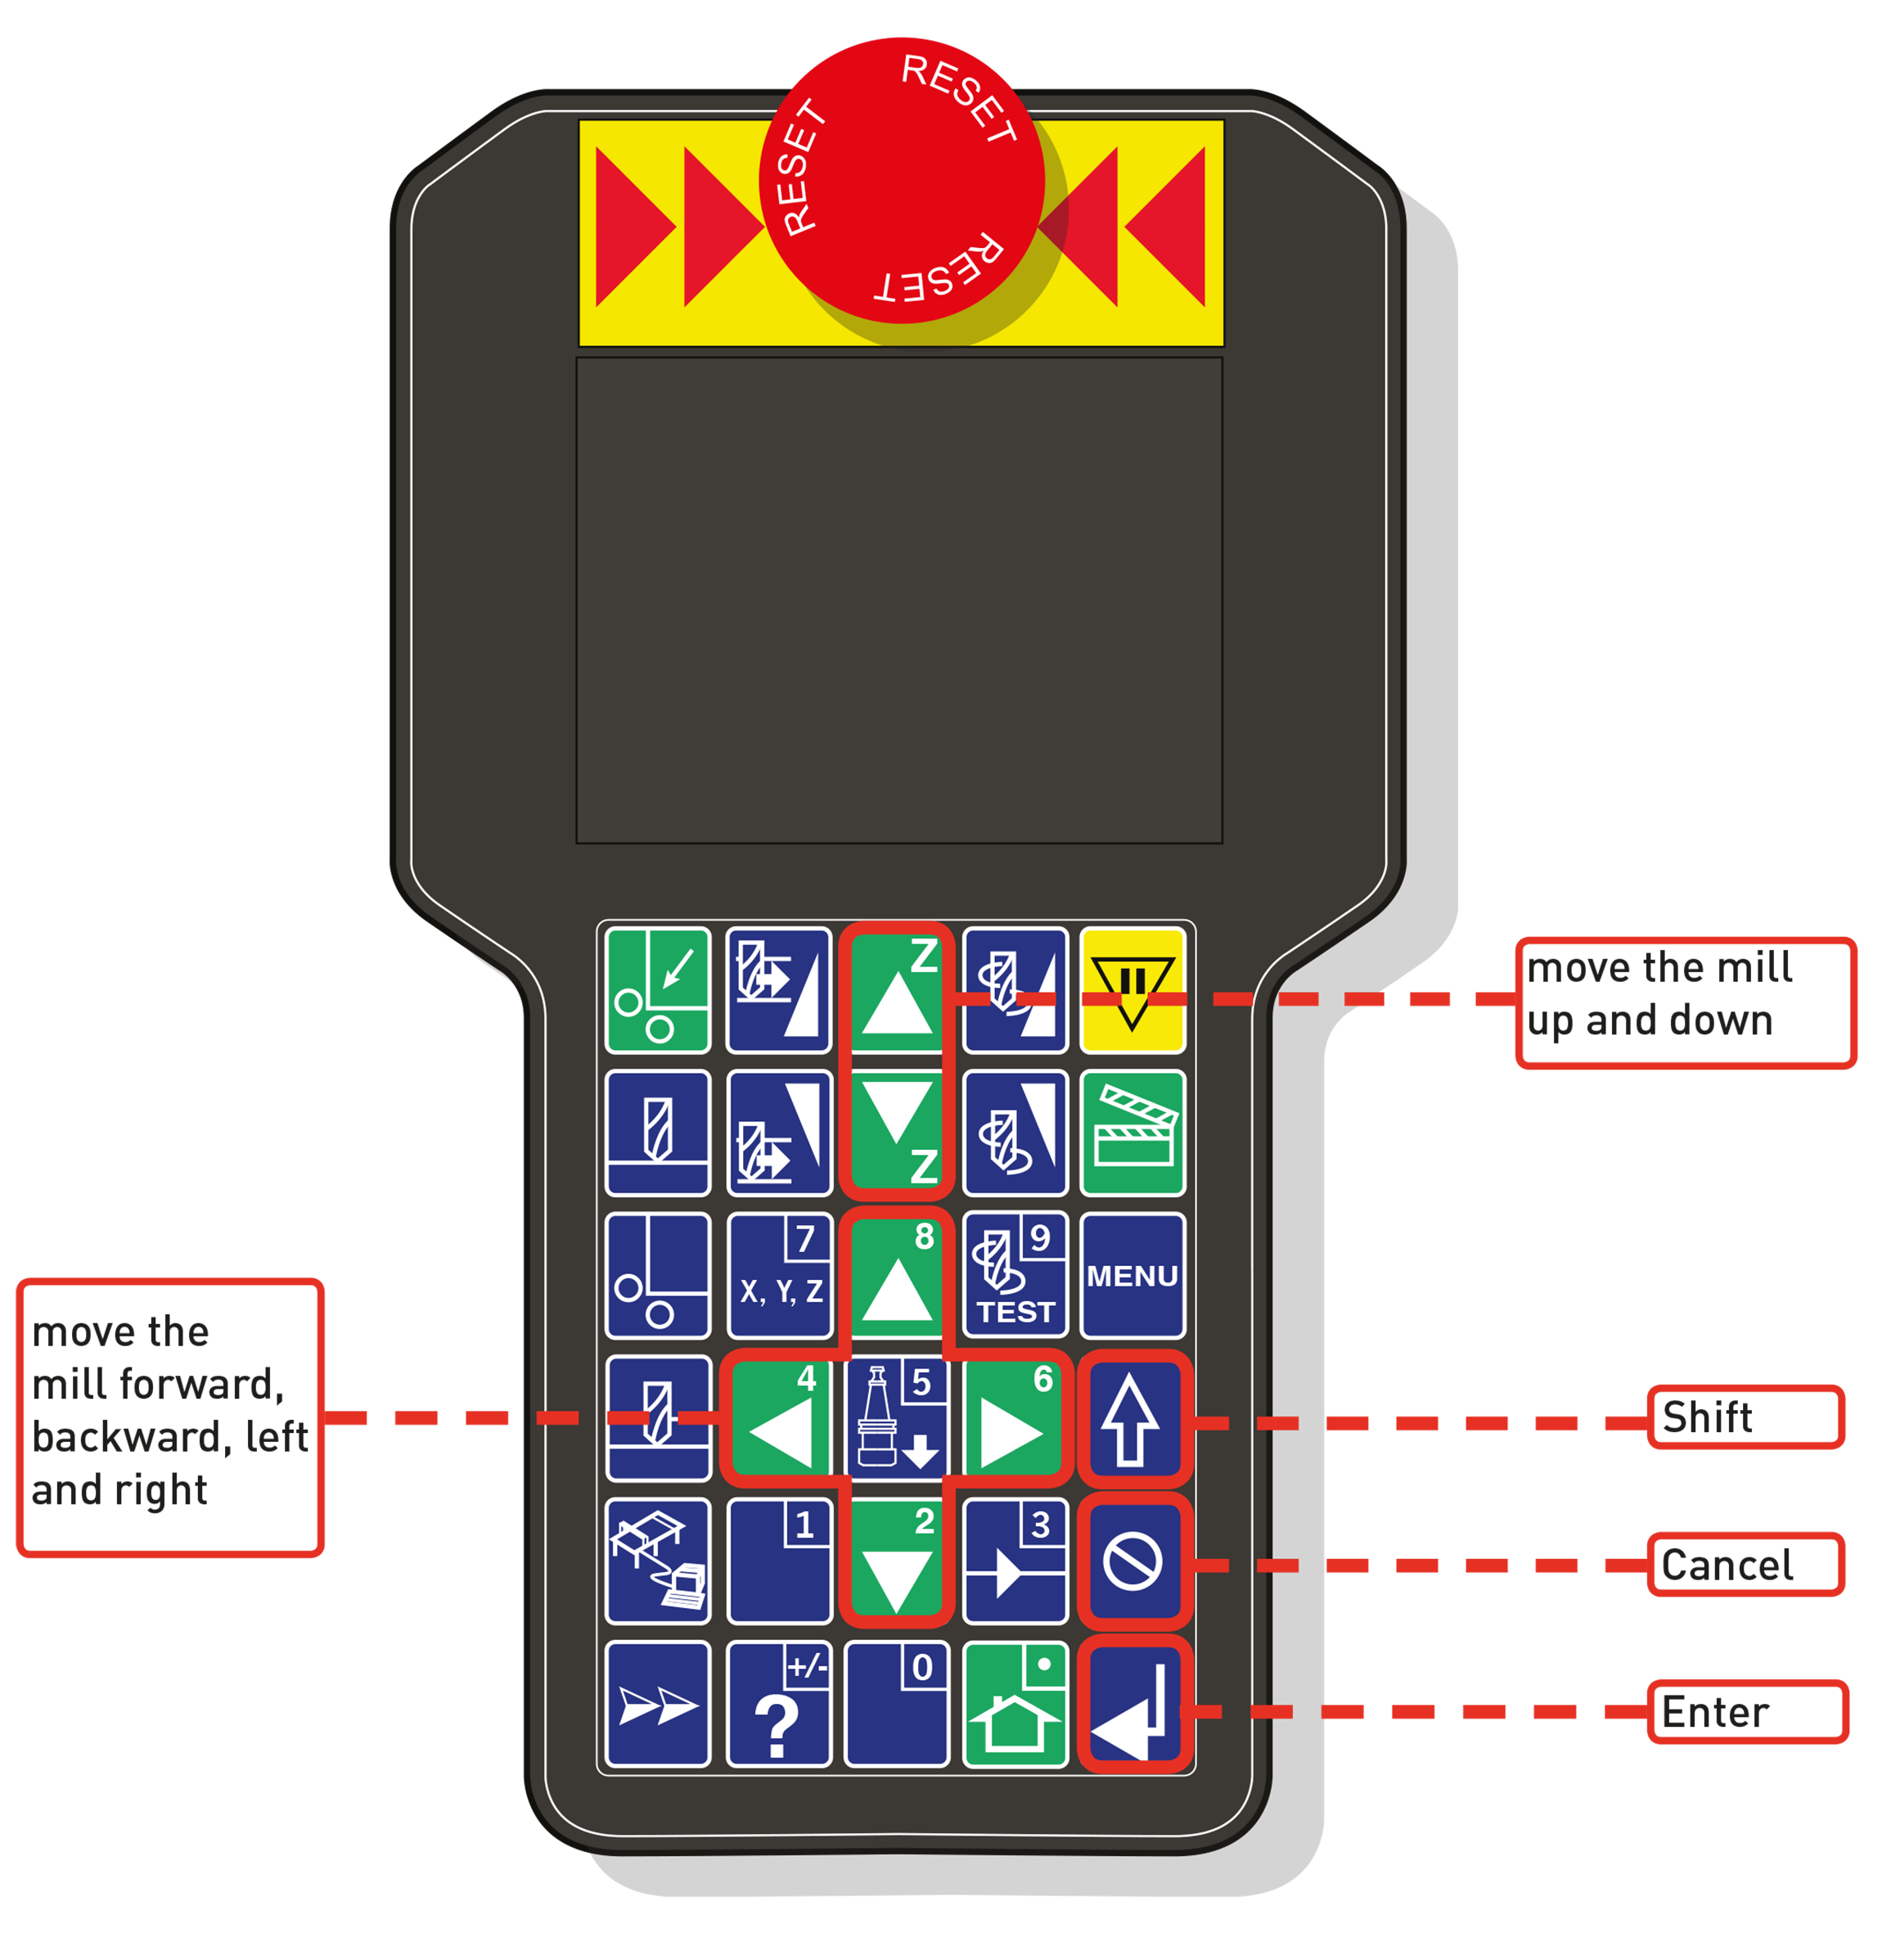 RESET
RESET
RESET
Z
move the mill
up and down
Z
7
8
9
X, Y, Z
TEST
MENU
move the
mill forward,
backward, left
and right
4
5
6
Shift
1
2
3
Cancel
+/-
0
?
Enter